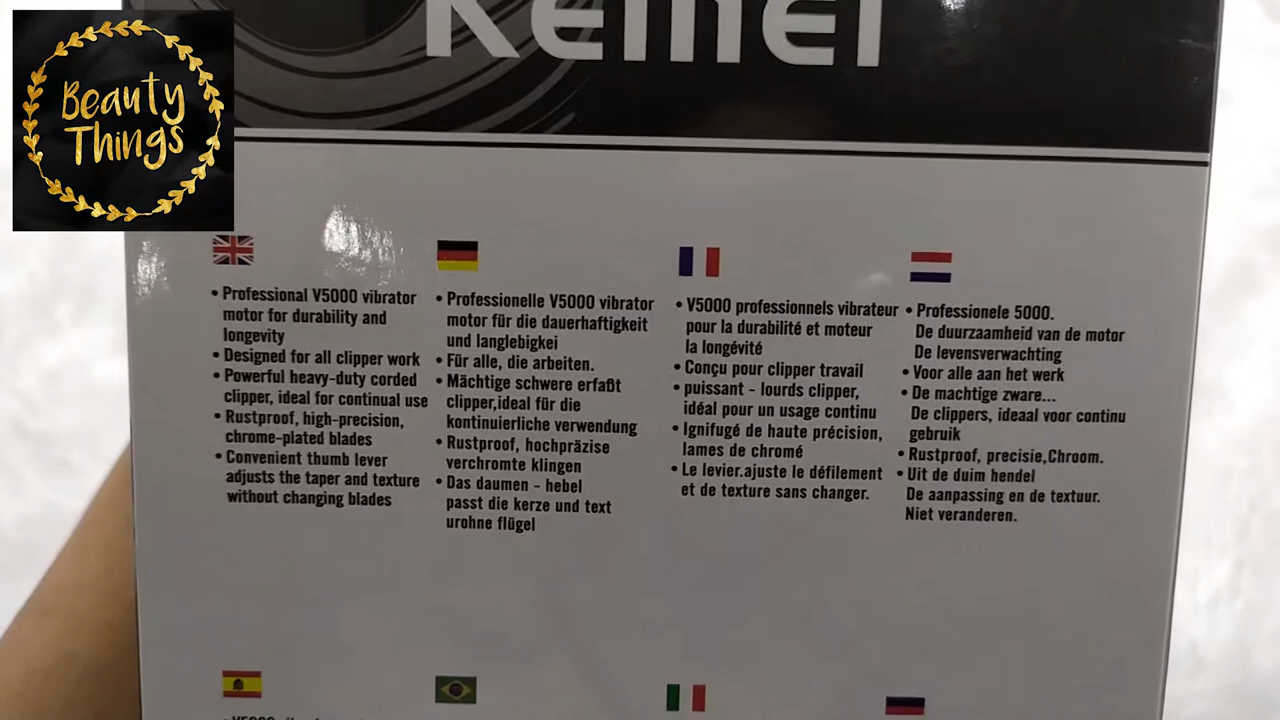 Kemei
Beauty
Things
• Professional V5000 vibrator
motor for durability and
longevity
• Designed for all clipper work
• Powerful heavy-duty corded
clipper, ideal for continual use
• Rustproof, high-precision,
chrome-plated blades
• Convenient thumb lever
adjusts the taper and texture
without changing blades
• Professionelle V5000 vibrator
motor für die dauerhaftigkeit
und langlebigkei
• Für alle, die arbeiten.
• Mächtige schwere erfaßt
clipper,ideal für die
kontinuierliche verwendung
• Rustproof, hochpräzise
verchromte klingen
• Das daumen - hebel
passt die kerze und text
urohne flügel
• V5000 professionnels vibrateur
pour la durabilité et moteur
la longévité
• Conçu pour clipper travail
• puissant - lourds clipper,
idéal pour un usage continu
• Ignifugé de haute précision,
lames de chromé
• Le levier.ajuste le défilement
et de texture sans changer.
• Professionele 5000.
De duurzaamheid van de motor
De levensverwachting
• Voor alle aan het werk
• De machtige zware...
De clippers, ideaal voor continu
gebruik
• Rustproof, precisie,Chroom.
• Uit de duim hendel
De aanpassing en de textuur.
Niet veranderen.